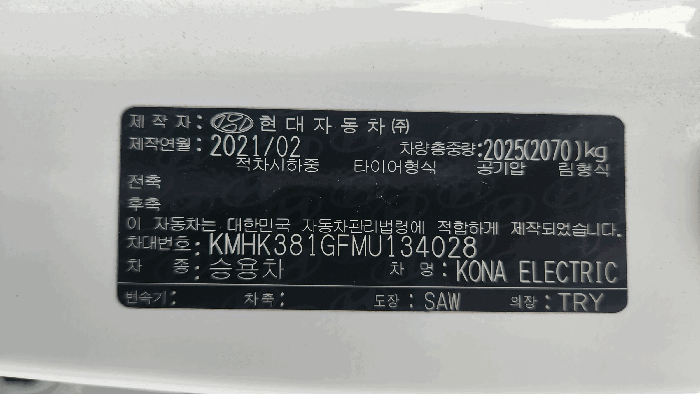 제작자: HYUNDAI 현대자동차(주)
제작연월: 2021/02 차량총중량: 2025(2070)kg
적차시하중 타이어형식 공기압 림형식
전축
후축
이 자동차는 대한민국 자동차관리법령에 적합하게 제작되었습니다.
차대번호: KMHK381GFMU134028
차 종: 승용차 차 명: KONA ELECTRIC
변속기: 차축: 도장: SAW 의장: TRY